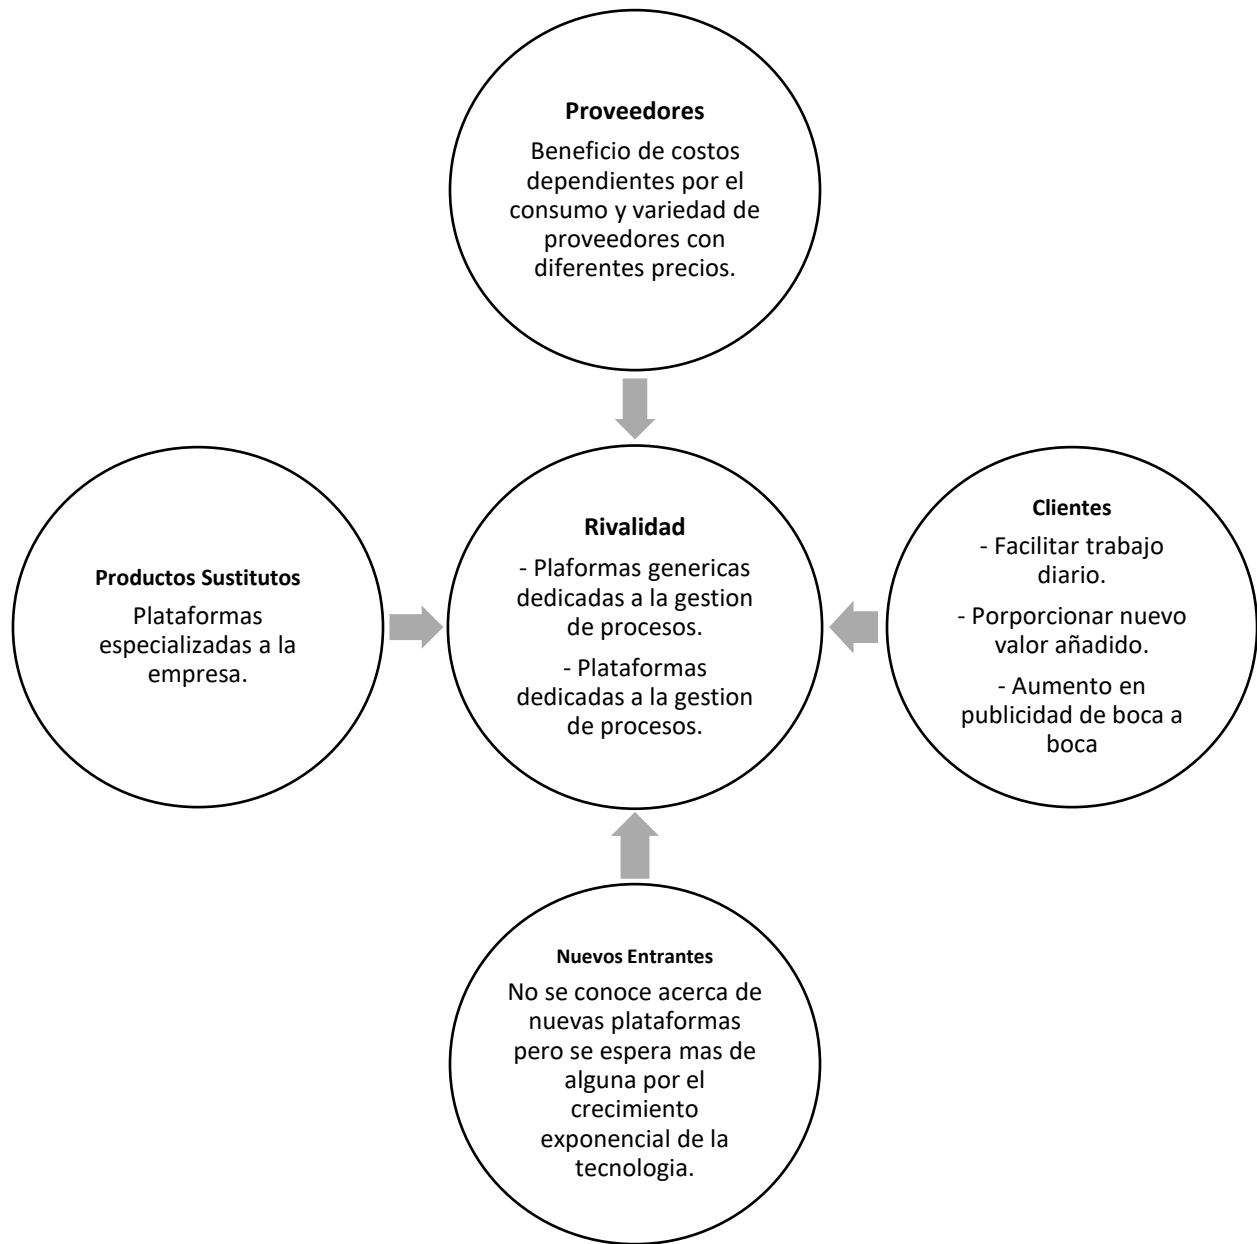 Proveedores
Beneficio de costos
dependientes por el
consumo y variedad de
proveedores con
diferentes precios.
Productos Sustitutos
Plataformas
especializadas a la
empresa.
Rivalidad
- Plaformas genericas
dedicadas a la gestion
de procesos.
- Plataformas
dedicadas a la gestion
de procesos.
Clientes
- Facilitar trabajo
diario.
- Porporcionar nuevo
valor añadido.
- Aumento en
publicidad de boca a
boca
Nuevos Entrantes
No se conoce acerca de
nuevas plataformas
pero se espera mas de
alguna por el
crecimiento
exponencial de la
tecnologia.